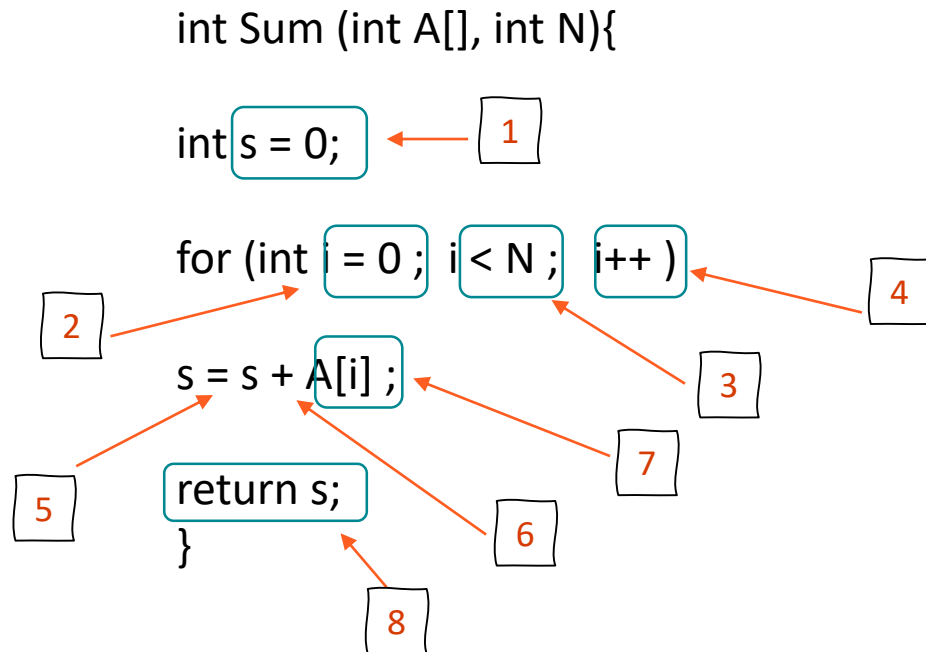 int Sum (int A[], int N){
int s = 0;
1
for (int i = 0 ; i < N ; i++ )
2
4
s = s + A[i] ;
3
7
5
return s;
6
}
8